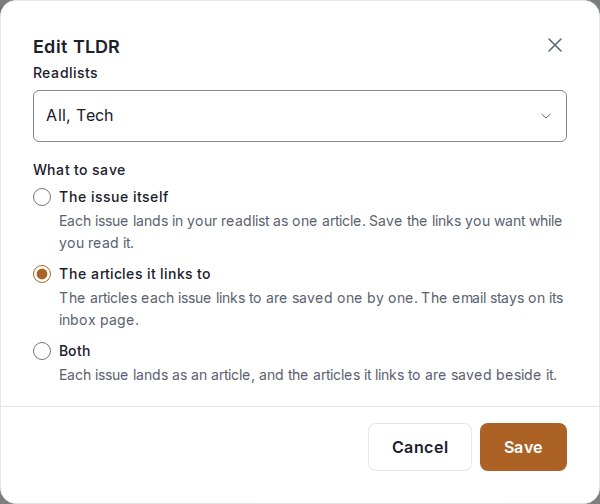 Edit TLDR
Readlists
All, Tech
What to save
The issue itself
Each issue lands in your readlist as one article. Save the links you want while
you read it.
The articles it links to
The articles each issue links to are saved one by one. The email stays on its
inbox page.
Both
Each issue lands as an article, and the articles it links to are saved beside it.
Cancel
Save